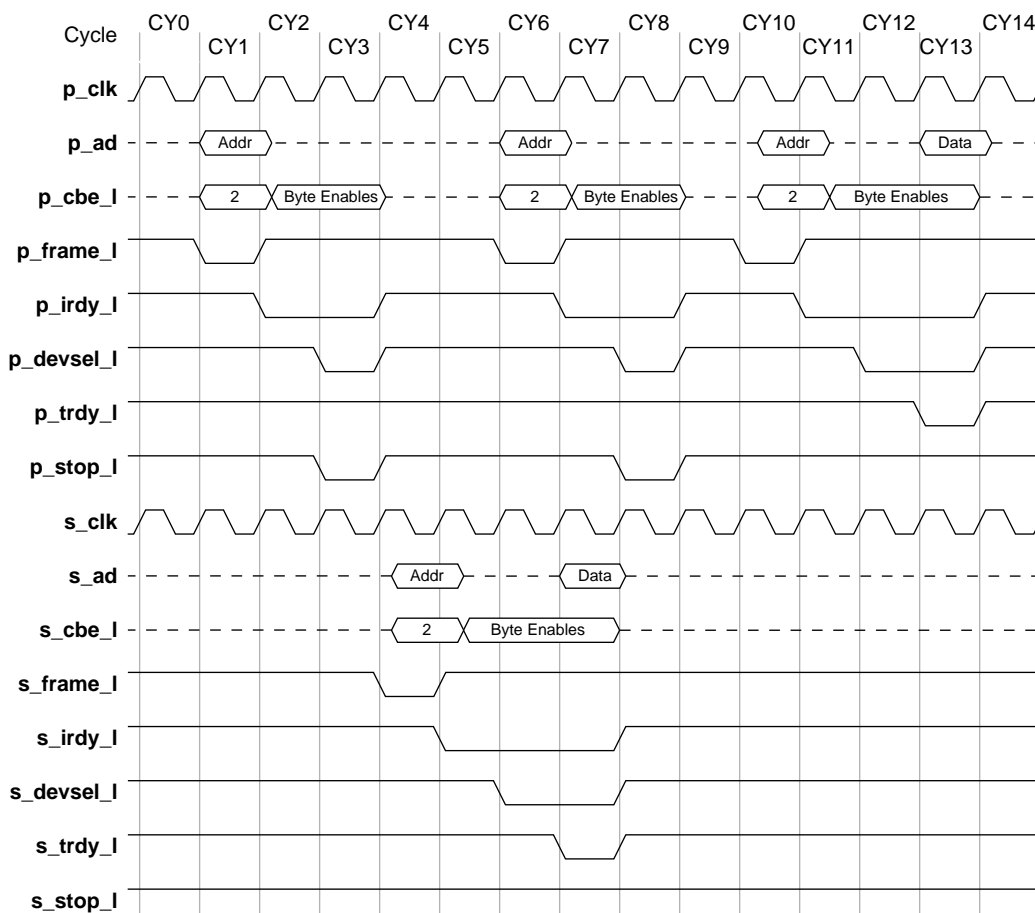 CY0 CY2 CY4 CY6 CY8 CY10 CY12 CY14
Cycle
CY1 CY3 CY5 CY7 CY9 CY11 CY13
p_clk
p_ad Addr Addr Addr Data
p_cbe_l 2 Byte Enables 2 Byte Enables 2 Byte Enables
p_frame_l
p_irdy_l
p_devsel_l
p_trdy_l
p_stop_l
s_clk
s_ad Addr Data
s_cbe_l 2 Byte Enables
s_frame_l
s_irdy_l
s_devsel_l
s_trdy_l
s_stop_l